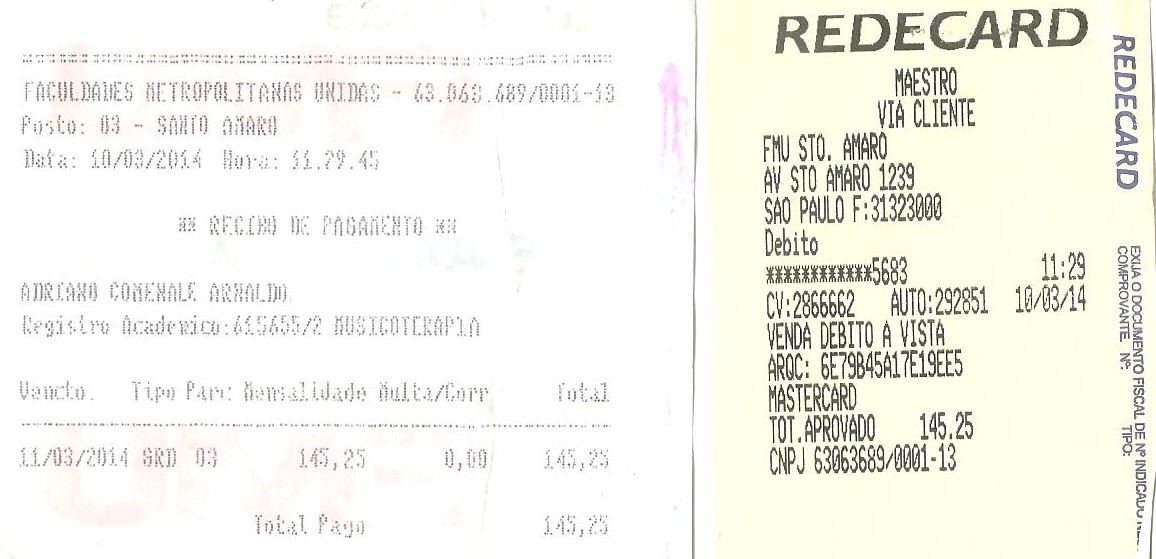 FACULDADES METROPOLITANAS UNIDAS - 63.063.689/0001-13
Posto: 03 - SANTO AMARO
Data: 10/03/2014 Hora: 11.29.45
** RECIBO DE PAGAMENTO **
ADRIANO COMENALE ARNALDO
Registro Academico:615655/2 MUSICOTERAPIA
Vencto. Tipo Parc Mensalidade Multa/Corr Total
11/03/2014 GRD 03 145,25 0,00 145,25
Total Pago 145,25
REDECARD
MAESTRO
VIA CLIENTE
FMU STO. AMARO
AV STO AMARO 1239
SAO PAULO F:31323000
Debito
************5683 11:29
CV:2866662 AUTO:292851 10/03/14
VENDA DEBITO A VISTA
ARQC: 6E79B45A17E19EE5
MASTERCARD
TOT.APROVADO 145.25
CNPJ 63063689/0001-13
REDECARD
EXIJA O DOCUMENTO FISCAL DE Nº INDICADO
COMPROVANTE Nº: TIPO: